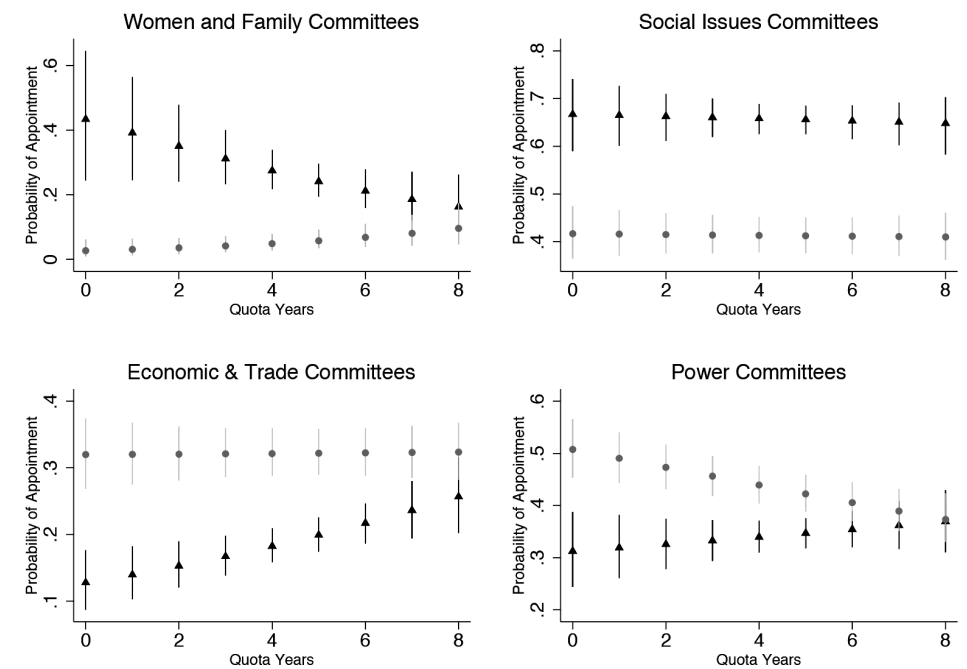 Women and Family Committees
Probability of Appointment
0 .2 .4 .6
0 2 4 6 8
Quota Years
Social Issues Committees
Probability of Appointment
.4 .5 .6 .7 .8
0 2 4 6 8
Quota Years
Economic & Trade Committees
Probability of Appointment
.1 .2 .3 .4
0 2 4 6 8
Quota Years
Power Committees
Probability of Appointment
.2 .3 .4 .5 .6
0 2 4 6 8
Quota Years